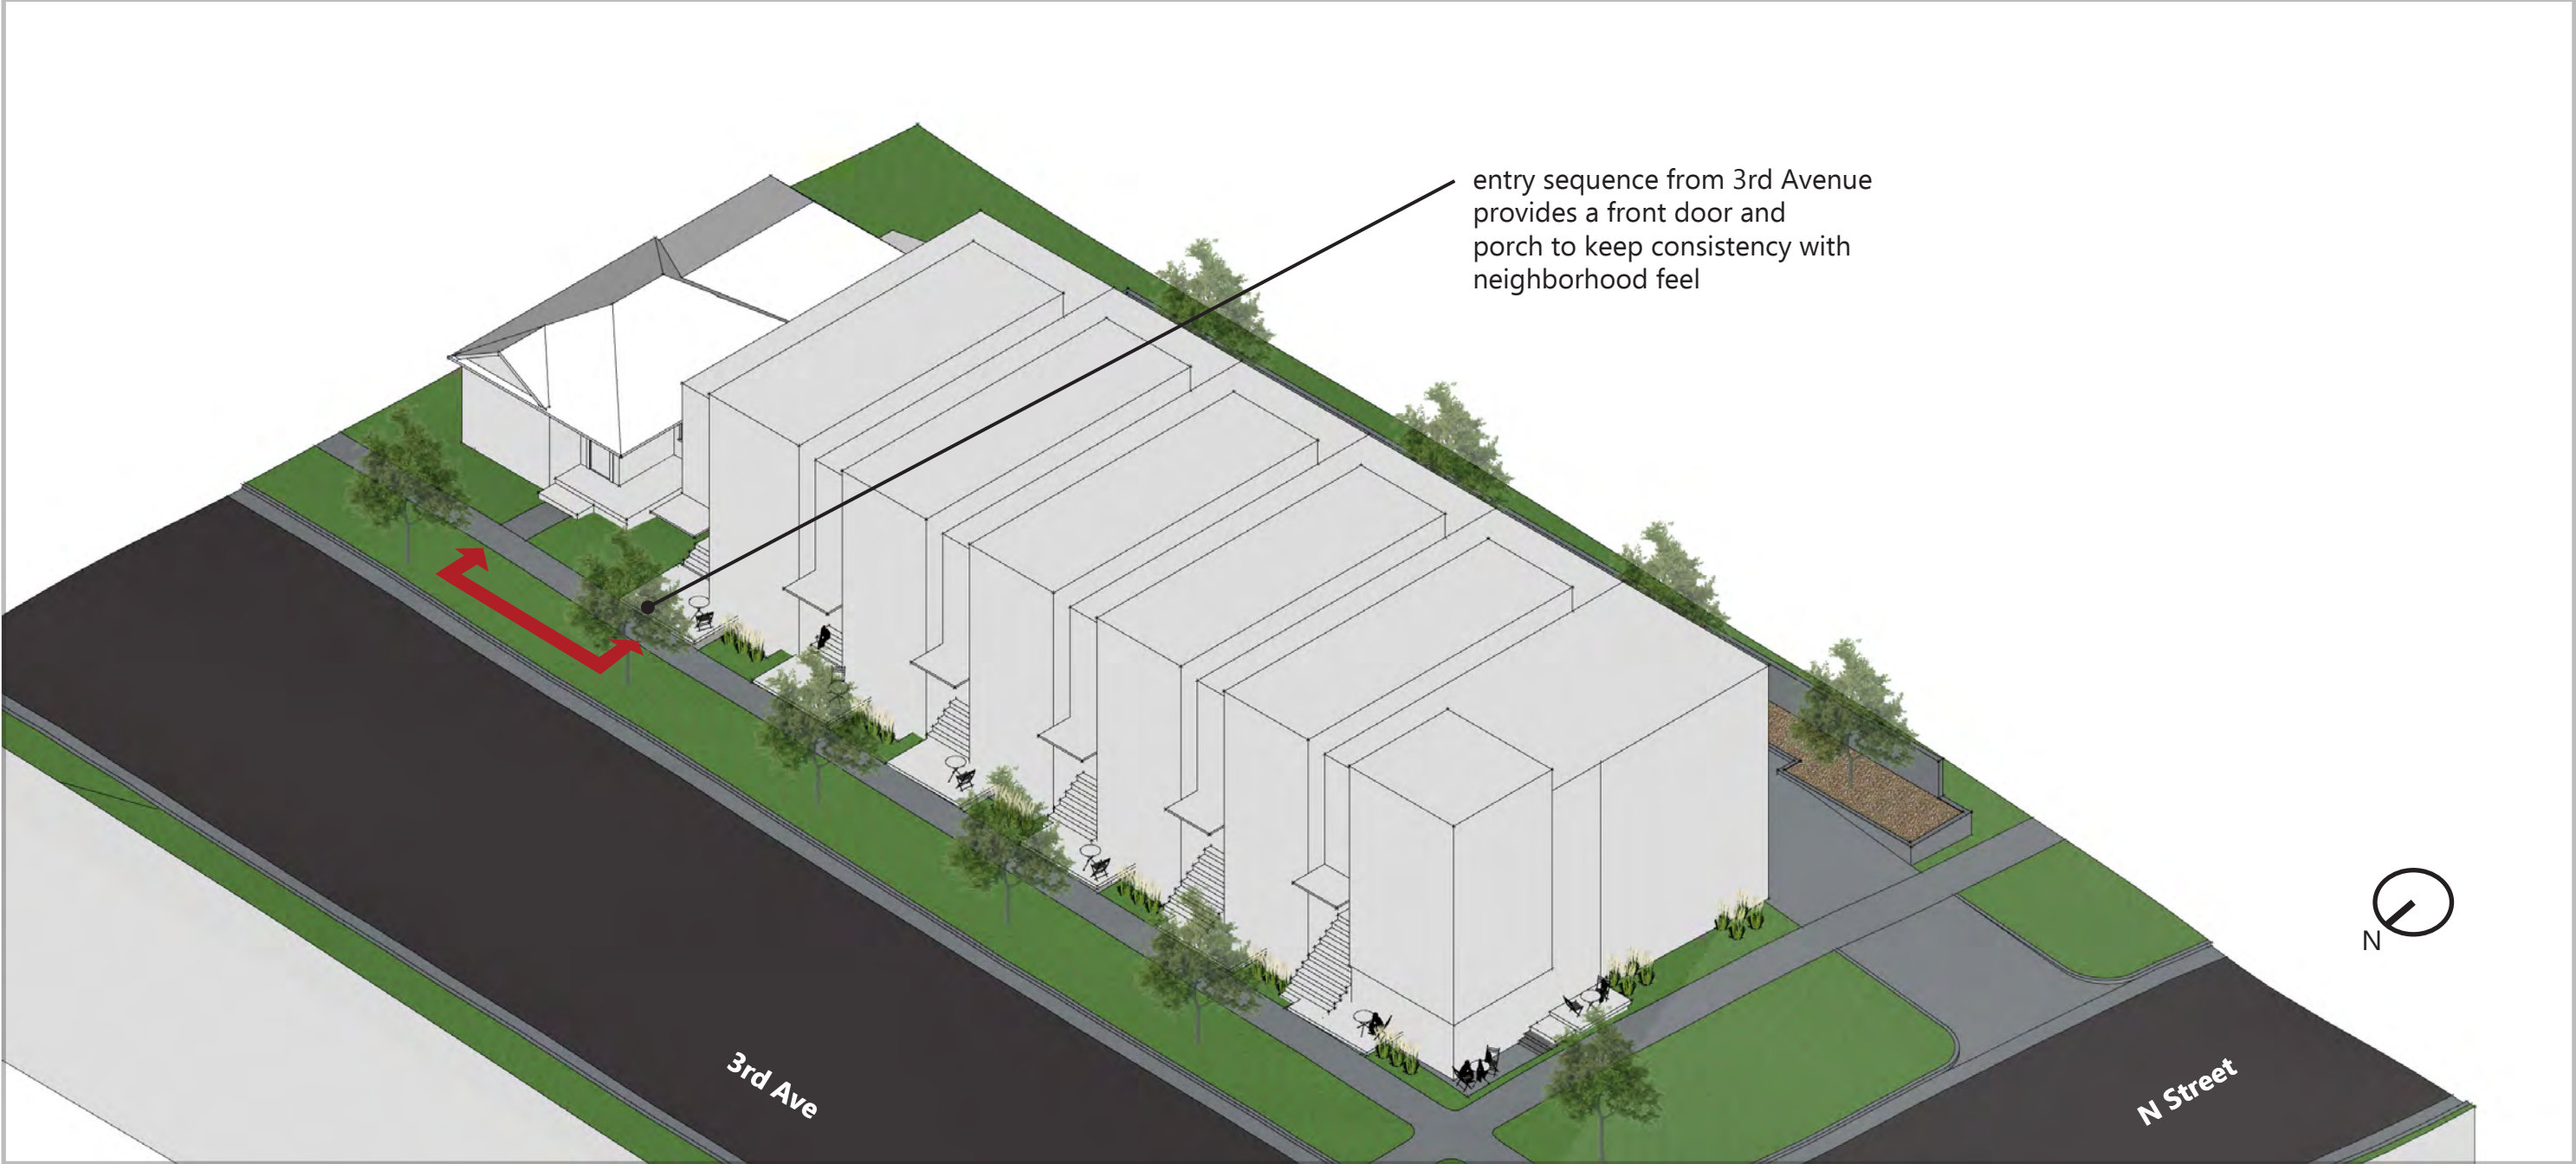 entry sequence from 3rd Avenue
provides a front door and
porch to keep consistency with
neighborhood feel
N
3rd Ave
N Street